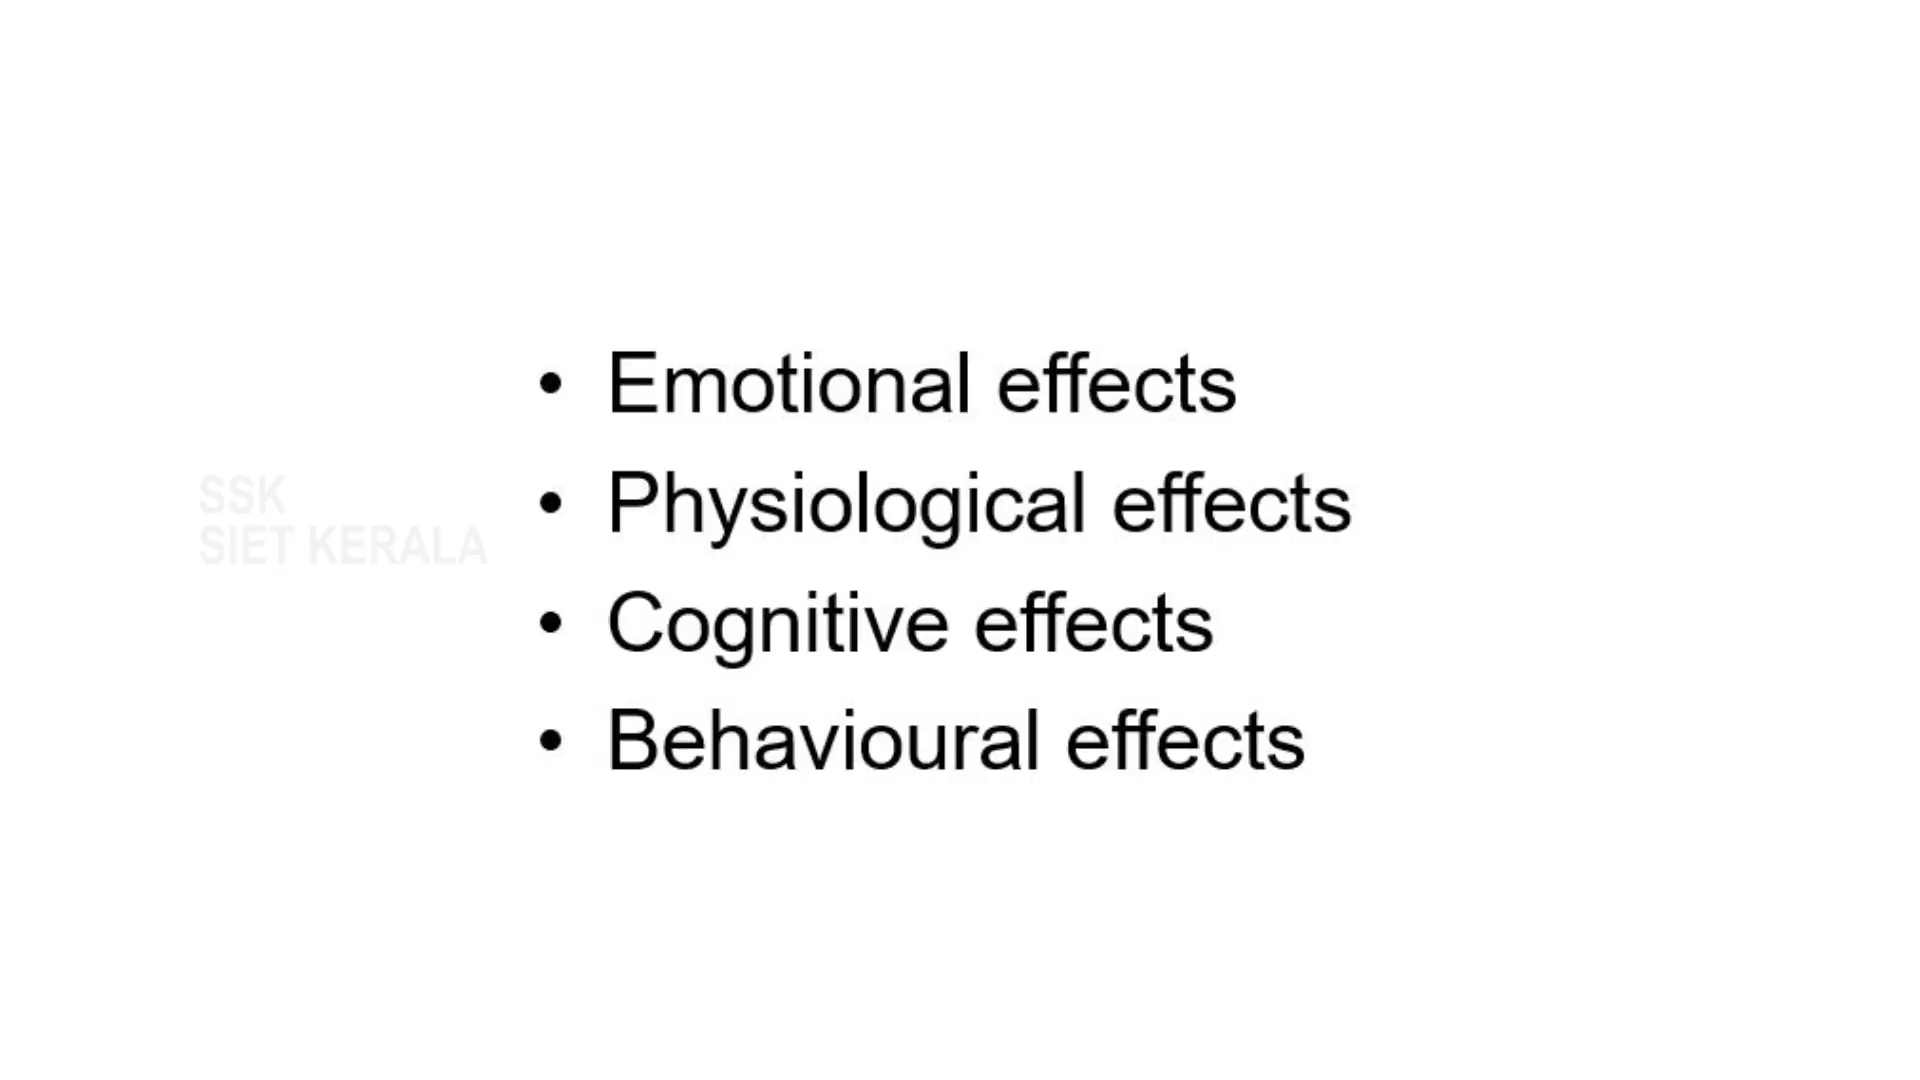 • Emotional effects
• Physiological effects
SSK
SIET KERALA
• Cognitive effects
• Behavioural effects